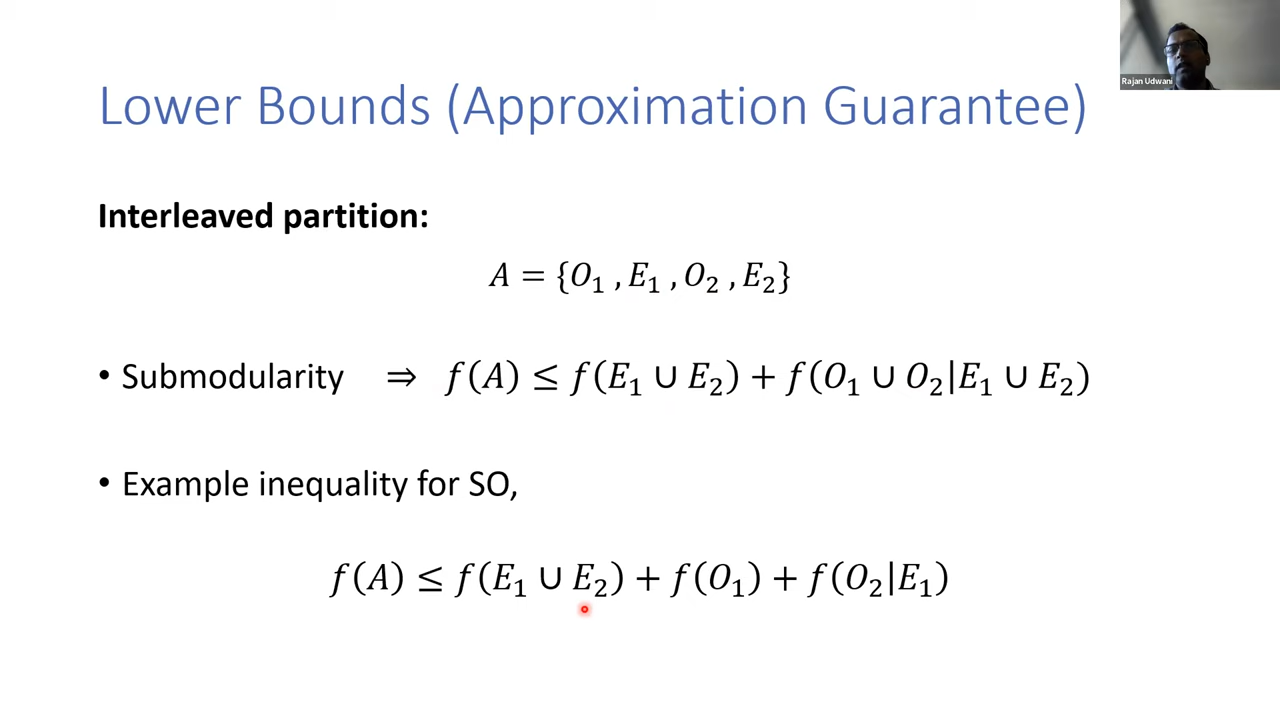 Rajan Udwani
Lower Bounds (Approximation Guarantee)
Interleaved partition:
A = {O₁ , E₁ , O₂ , E₂}
• Submodularity ⇒ f(A) ≤ f(E₁ ∪ E₂) + f(O₁ ∪ O₂|E₁ ∪ E₂)
• Example inequality for SO,
f(A) ≤ f(E₁ ∪ E₂) + f(O₁) + f(O₂|E₁)